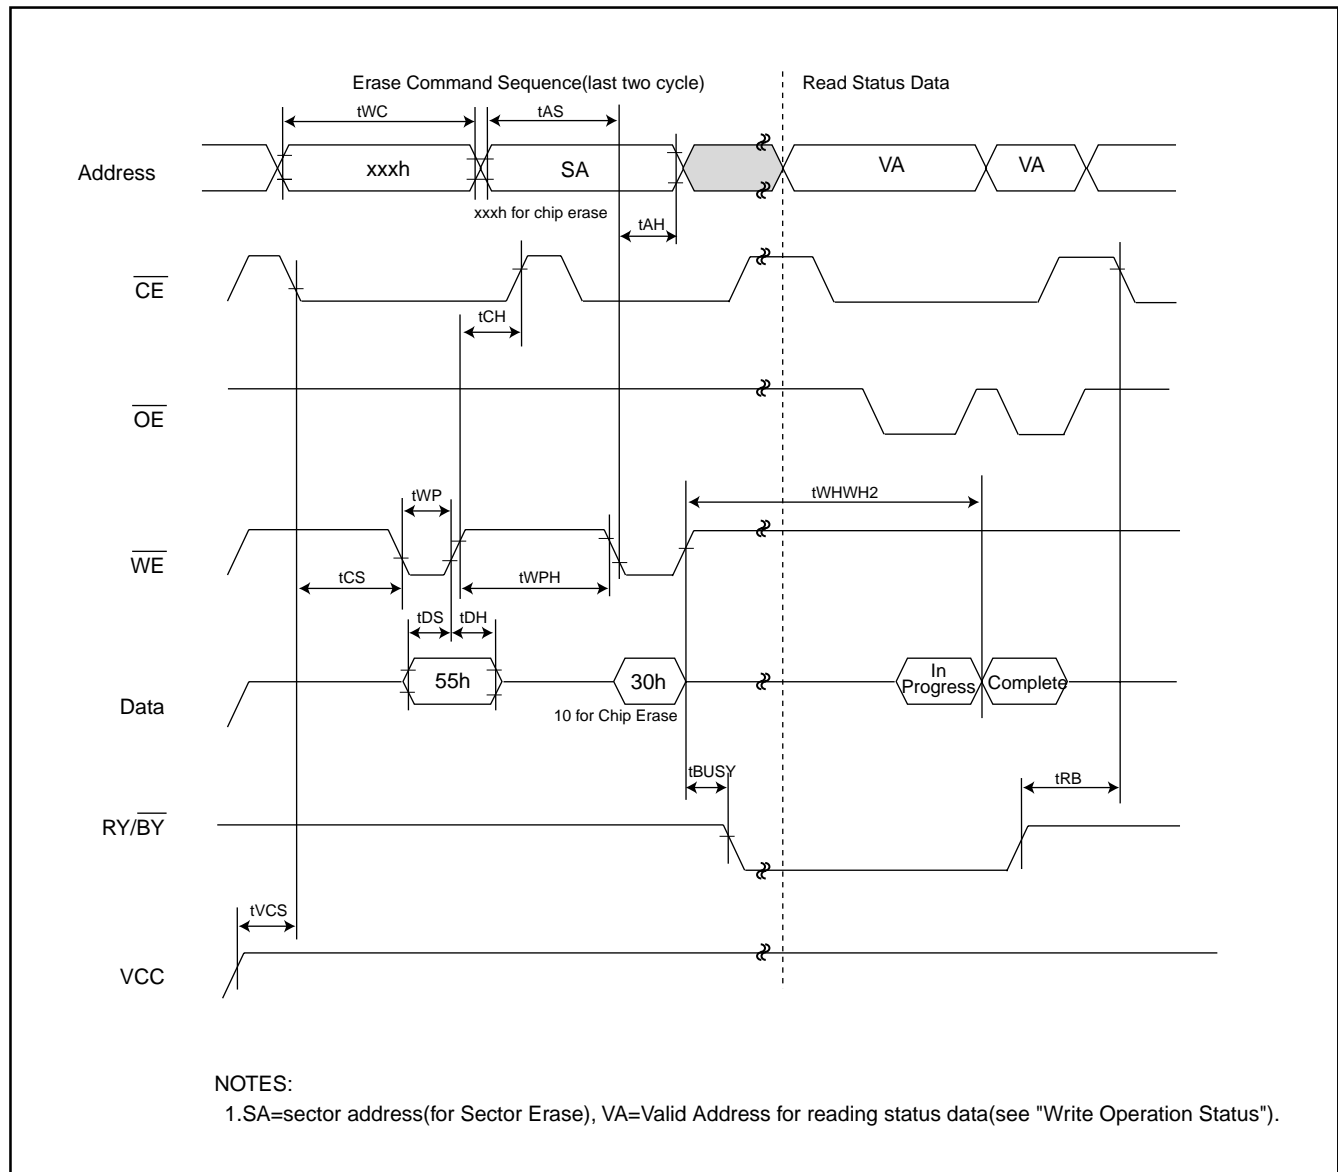 Erase Command Sequence(last two cycle)
Read Status Data
tWC
tAS
Address
xxxh
SA
VA
VA
xxxh for chip erase
tAH
CE
tCH
OE
tWP
tWHWH2
WE
tCS
tWPH
tDS
tDH
55h
30h
In
Progress
Complete
Data
10 for Chip Erase
tBUSY
tRB
RY/BY
tVCS
VCC
NOTES:
1.SA=sector address(for Sector Erase), VA=Valid Address for reading status data(see "Write Operation Status").